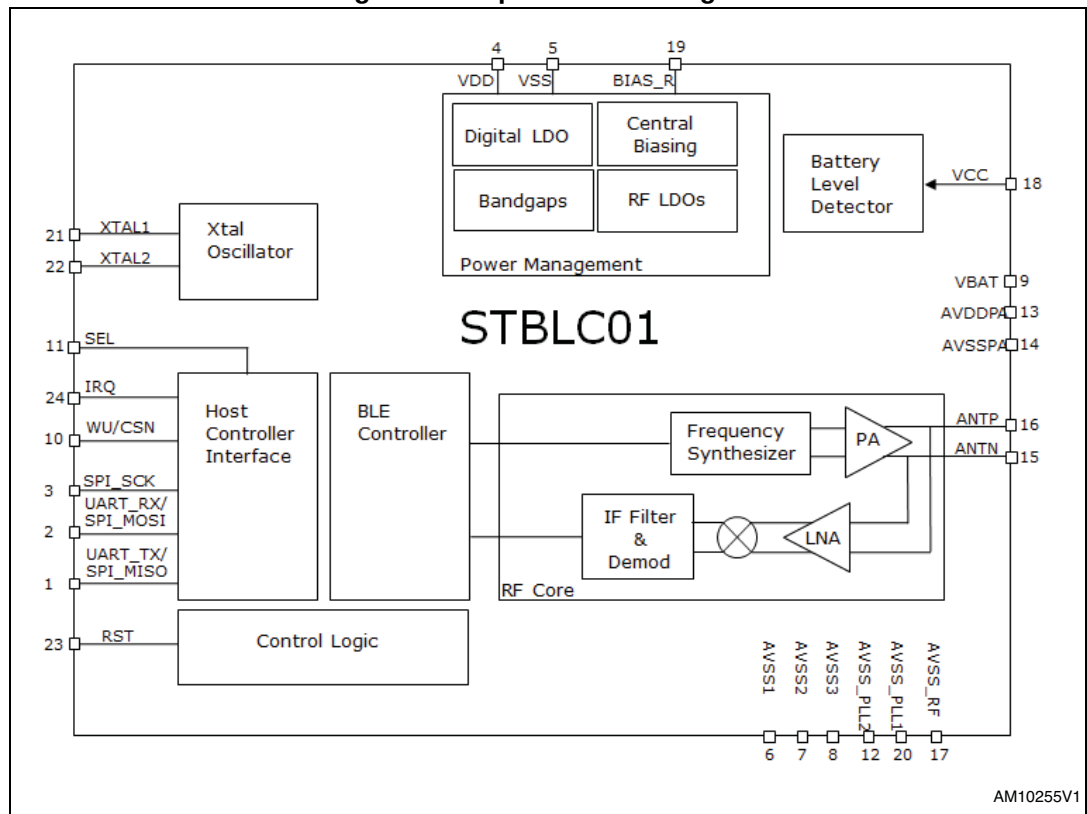 4 5 19
VDD VSS BIAS_R
Digital LDO
Central
Biasing
Bandgaps
RF LDOs
Power Management
Battery
Level
Detector
VCC
18
21 XTAL1
22 XTAL2
Xtal
Oscillator
VBAT 9
AVDDPA 13
AVSSPA 14
STBLC01
11 SEL
24 IRQ
10 WU/CSN
3 SPI_SCK
2 UART_RX/
SPI_MOSI
1 UART_TX/
SPI_MISO
23 RST
Host
Controller
Interface
BLE
Controller
Frequency
Synthesizer
PA
ANTP 16
ANTN 15
IF Filter
&
Demod
LNA
RF Core
Control Logic
AVSS1
AVSS2
AVSS3
AVSS_PLL2
AVSS_PLL1
AVSS_RF
6 7 8 12 20 17
AM10255V1